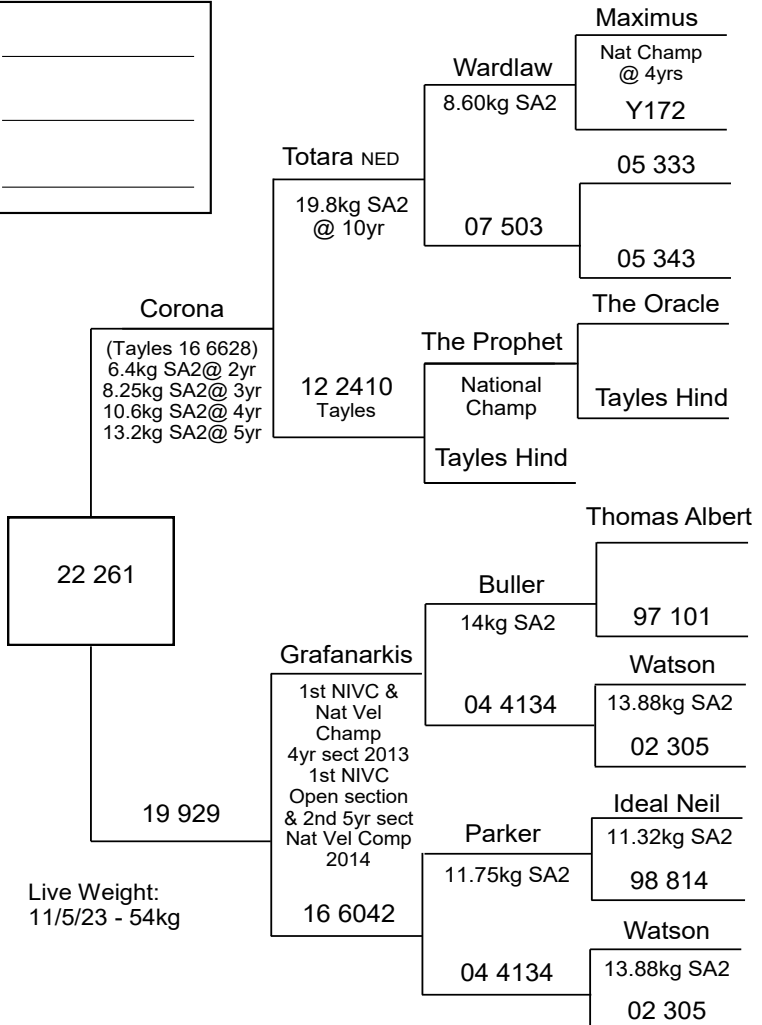 Maximus
Nat Champ
@ 4yrs
Y172
Wardlaw
8.60kg SA2
05 333
Totara NED
19.8kg SA2
@ 10yr
07 503
05 343
Corona
(Tayles 16 6628)
6.4kg SA2@ 2yr
8.25kg SA2@ 3yr
10.6kg SA2@ 4yr
13.2kg SA2@ 5yr
The Oracle
The Prophet
National
Champ
12 2410
Tayles
Tayles Hind
Tayles Hind
22 261
Thomas Albert
Buller
14kg SA2
97 101
Grafanarkis
1st NIVC &
Nat Vel
Champ
4yr sect 2013
1st NIVC
Open section
& 2nd 5yr sect
Nat Vel Comp
2014
Watson
13.88kg SA2
04 4134
02 305
19 929
Ideal Neil
Parker
11.32kg SA2
11.75kg SA2
98 814
Live Weight:
11/5/23 - 54kg
16 6042
Watson
04 4134
13.88kg SA2
02 305